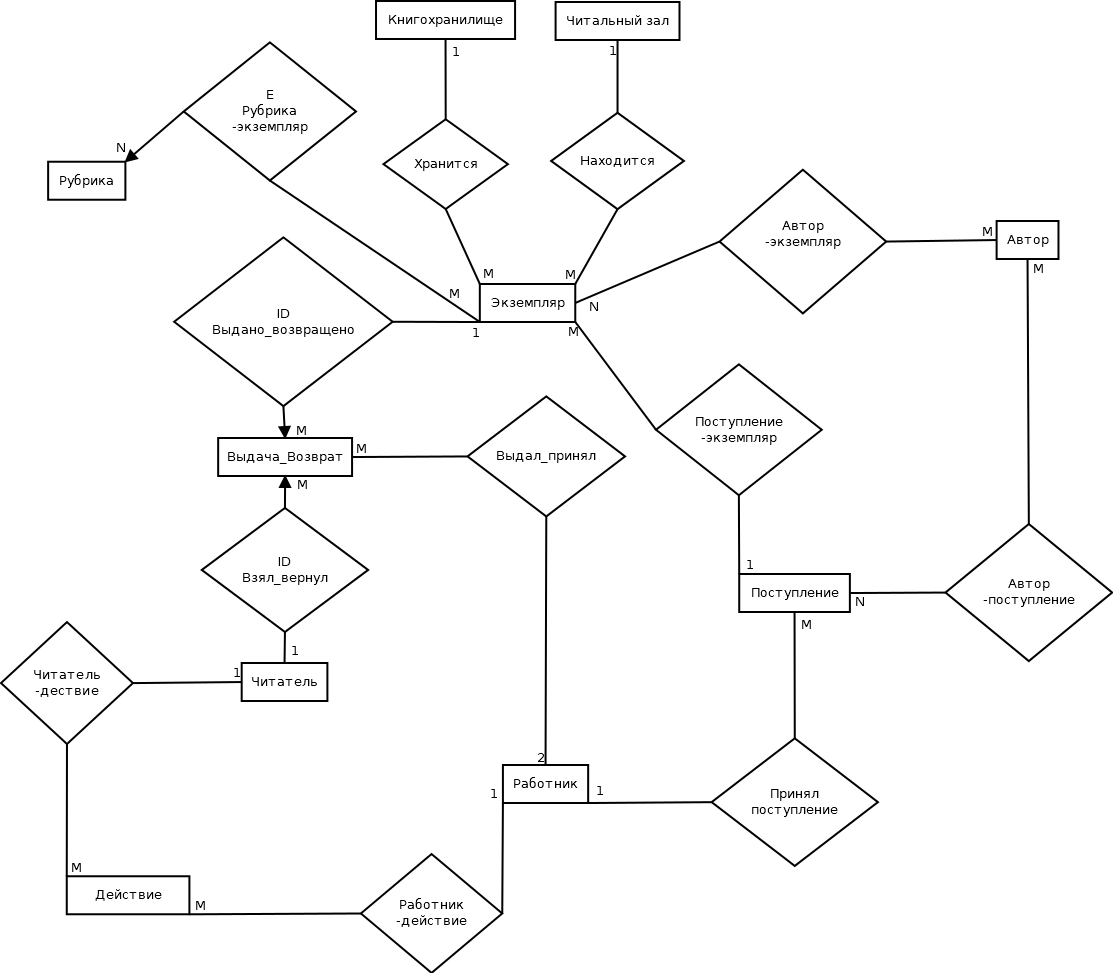 Книгохранилище
Читальный зал
1
1
E
Рубрика
-экземпляр
N
Рубрика
Хранится
Находится
Автор
-экземпляр
M
Автор
M
M
M
M
Экземпляр
N
1
M
ID
Выдано_возвращено
M
Выдача_Возврат
M
M
Выдал_принял
Поступление
-экземпляр
ID
Взял_вернул
1
Поступление
N
M
Автор
-поступление
1
1
Читатель
Читатель
-дествие
2
Работник
1
1
Принял
поступление
M
Действие
M
Работник
-действие